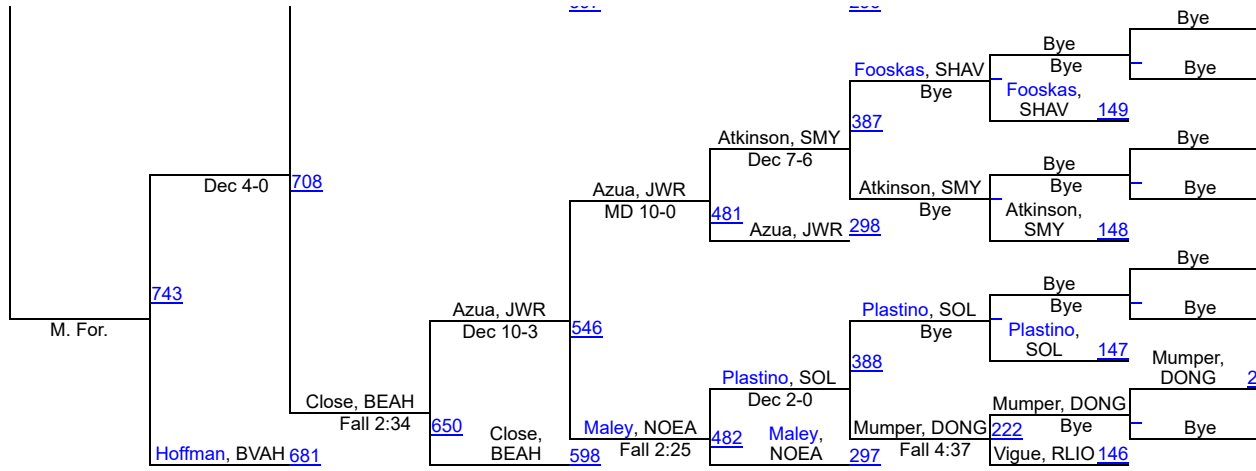 Bye
Bye
Bye
Bye
Fooskas, SHAV
Bye
Fooskas,
SHAV 149
387
Atkinson, SMY
Dec 7-6
Bye
Bye
Bye
Bye
Atkinson, SMY
Bye
Atkinson,
SMY 148
Dec 4-0
708
Azua, JWR
MD 10-0
481
Azua, JWR 298
743
M. For.
Azua, JWR
Dec 10-3
546
Bye
Bye
Bye
Bye
Plastino, SOL
Bye
Plastino,
SOL 147
388
Plastino, SOL
Dec 2-0
Mumper,
DONG
Mumper, DONG
Bye
Bye
Close, BEAH
Fall 2:34
650
Close,
BEAH 598
Maley, NOEA
Fall 2:25
482
Maley,
NOEA 297
Mumper, DONG
Fall 4:37
222
Vigue, RLIO 146
Hoffman, BVAH 681